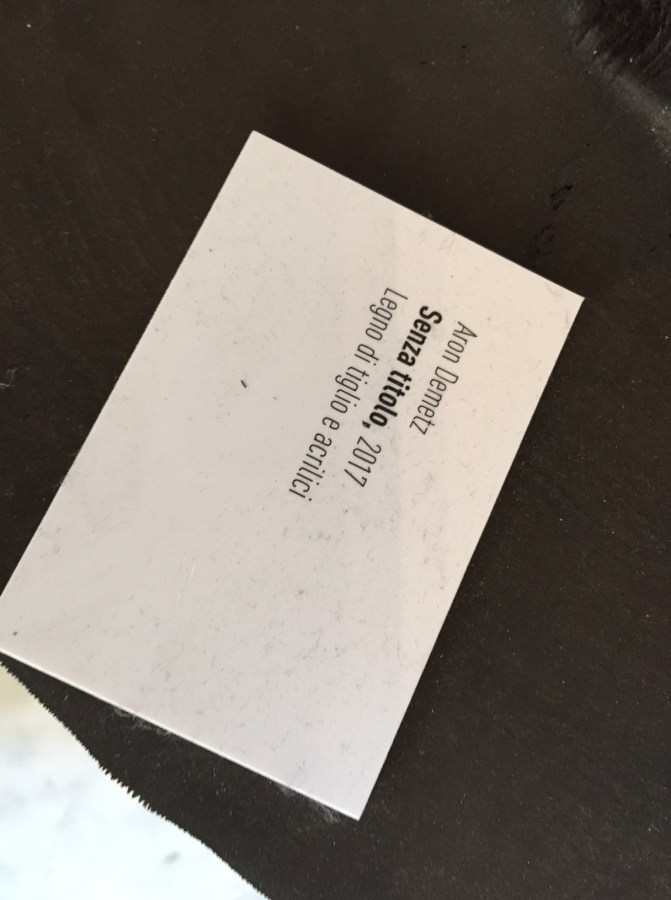 Aron Demetz
Senza titolo, 2017
Legno di tiglio e acrilici